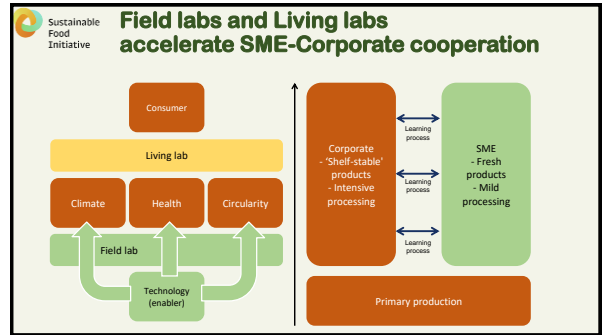 Sustainable
Food
Initiative
Field labs and Living labs
accelerate SME-Corporate cooperation
Consumer
Living lab
Climate
Health
Circularity
Field lab
Technology
(enabler)
Corporate
- 'Shelf-stable'
products
- Intensive
processing
Learning
process
Learning
process
Learning
process
SME
- Fresh
products
- Mild
processing
Primary production